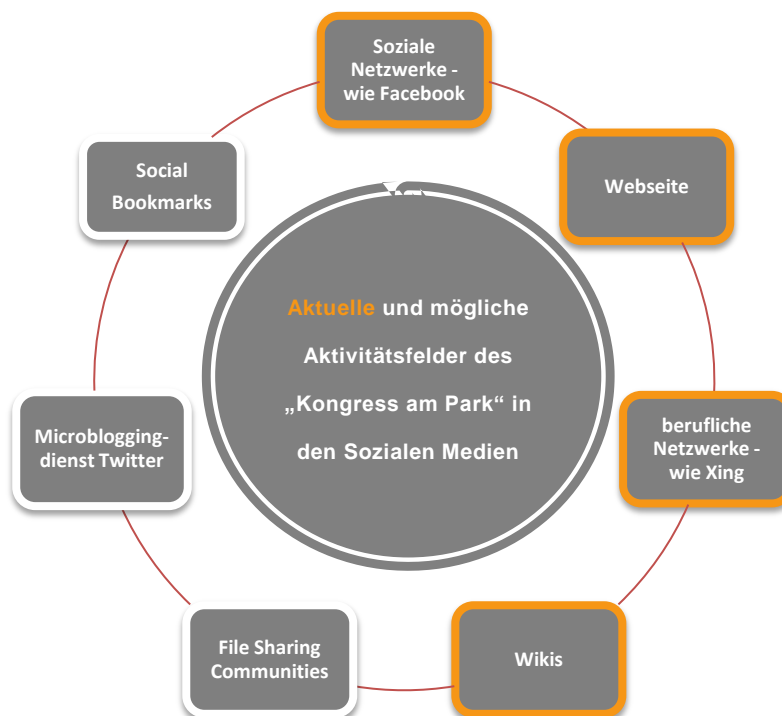 Soziale
Netzwerke -
wie Facebook
Webseite
berufliche
Netzwerke -
wie Xing
Wikis
File Sharing
Communities
Microblogging-
dienst Twitter
Social
Bookmarks
Aktuelle und mögliche
Aktivitätsfelder des
„Kongress am Park“ in
den Sozialen Medien